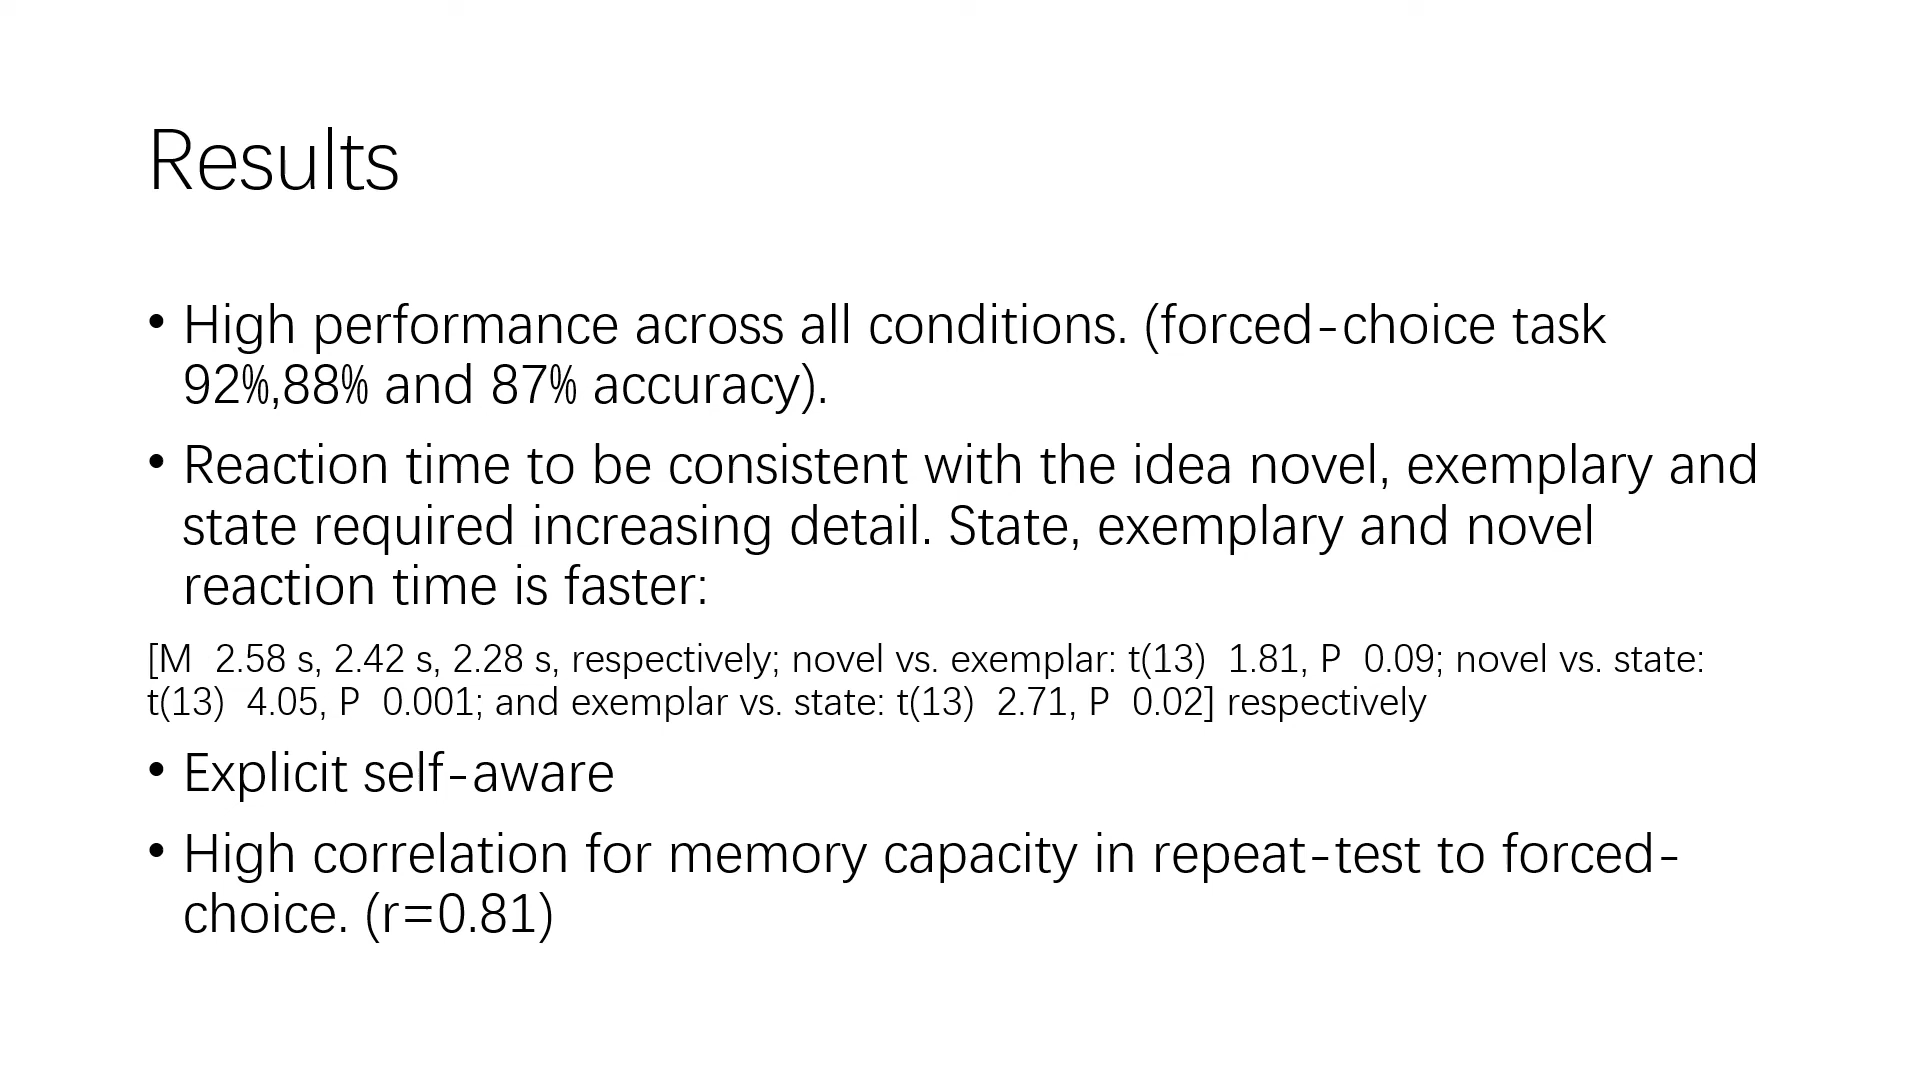 Results
• High performance across all conditions. (forced-choice task
92%,88% and 87% accuracy).
• Reaction time to be consistent with the idea novel, exemplary and
state required increasing detail. State, exemplary and novel
reaction time is faster:
[M  2.58 s, 2.42 s, 2.28 s, respectively; novel vs. exemplar: t(13)  1.81, P  0.09; novel vs. state:
t(13)  4.05, P  0.001; and exemplar vs. state: t(13)  2.71, P  0.02] respectively
• Explicit self-aware
• High correlation for memory capacity in repeat-test to forced-
choice. (r=0.81)